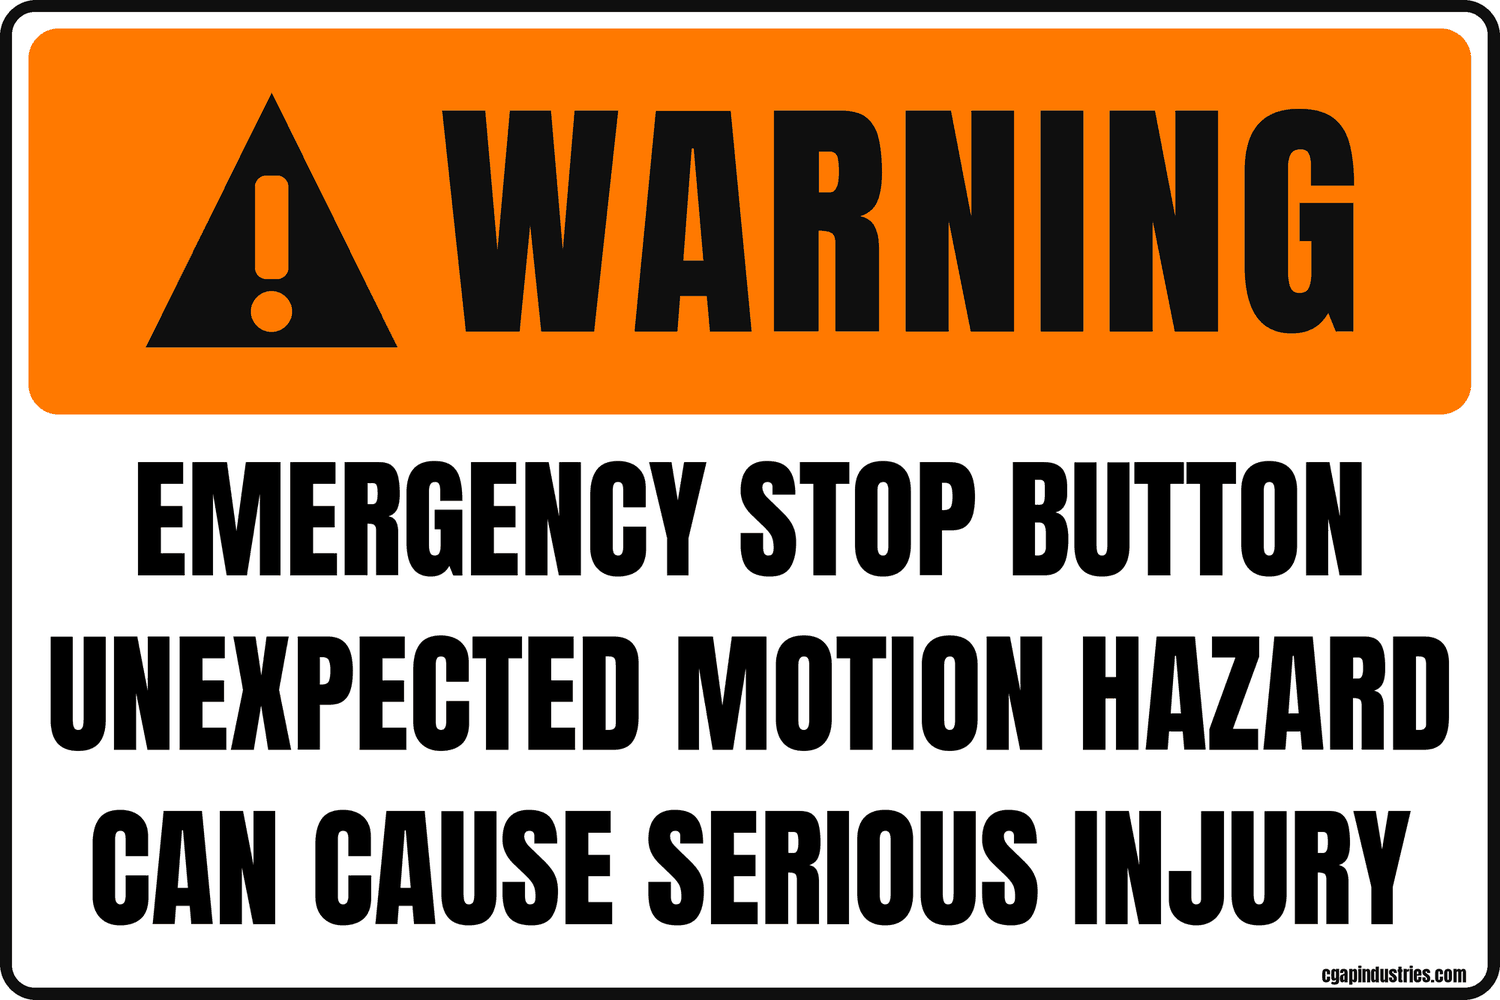 WARNING
EMERGENCY STOP BUTTON
UNEXPECTED MOTION HAZARD
CAN CAUSE SERIOUS INJURY
cgapindustries.com